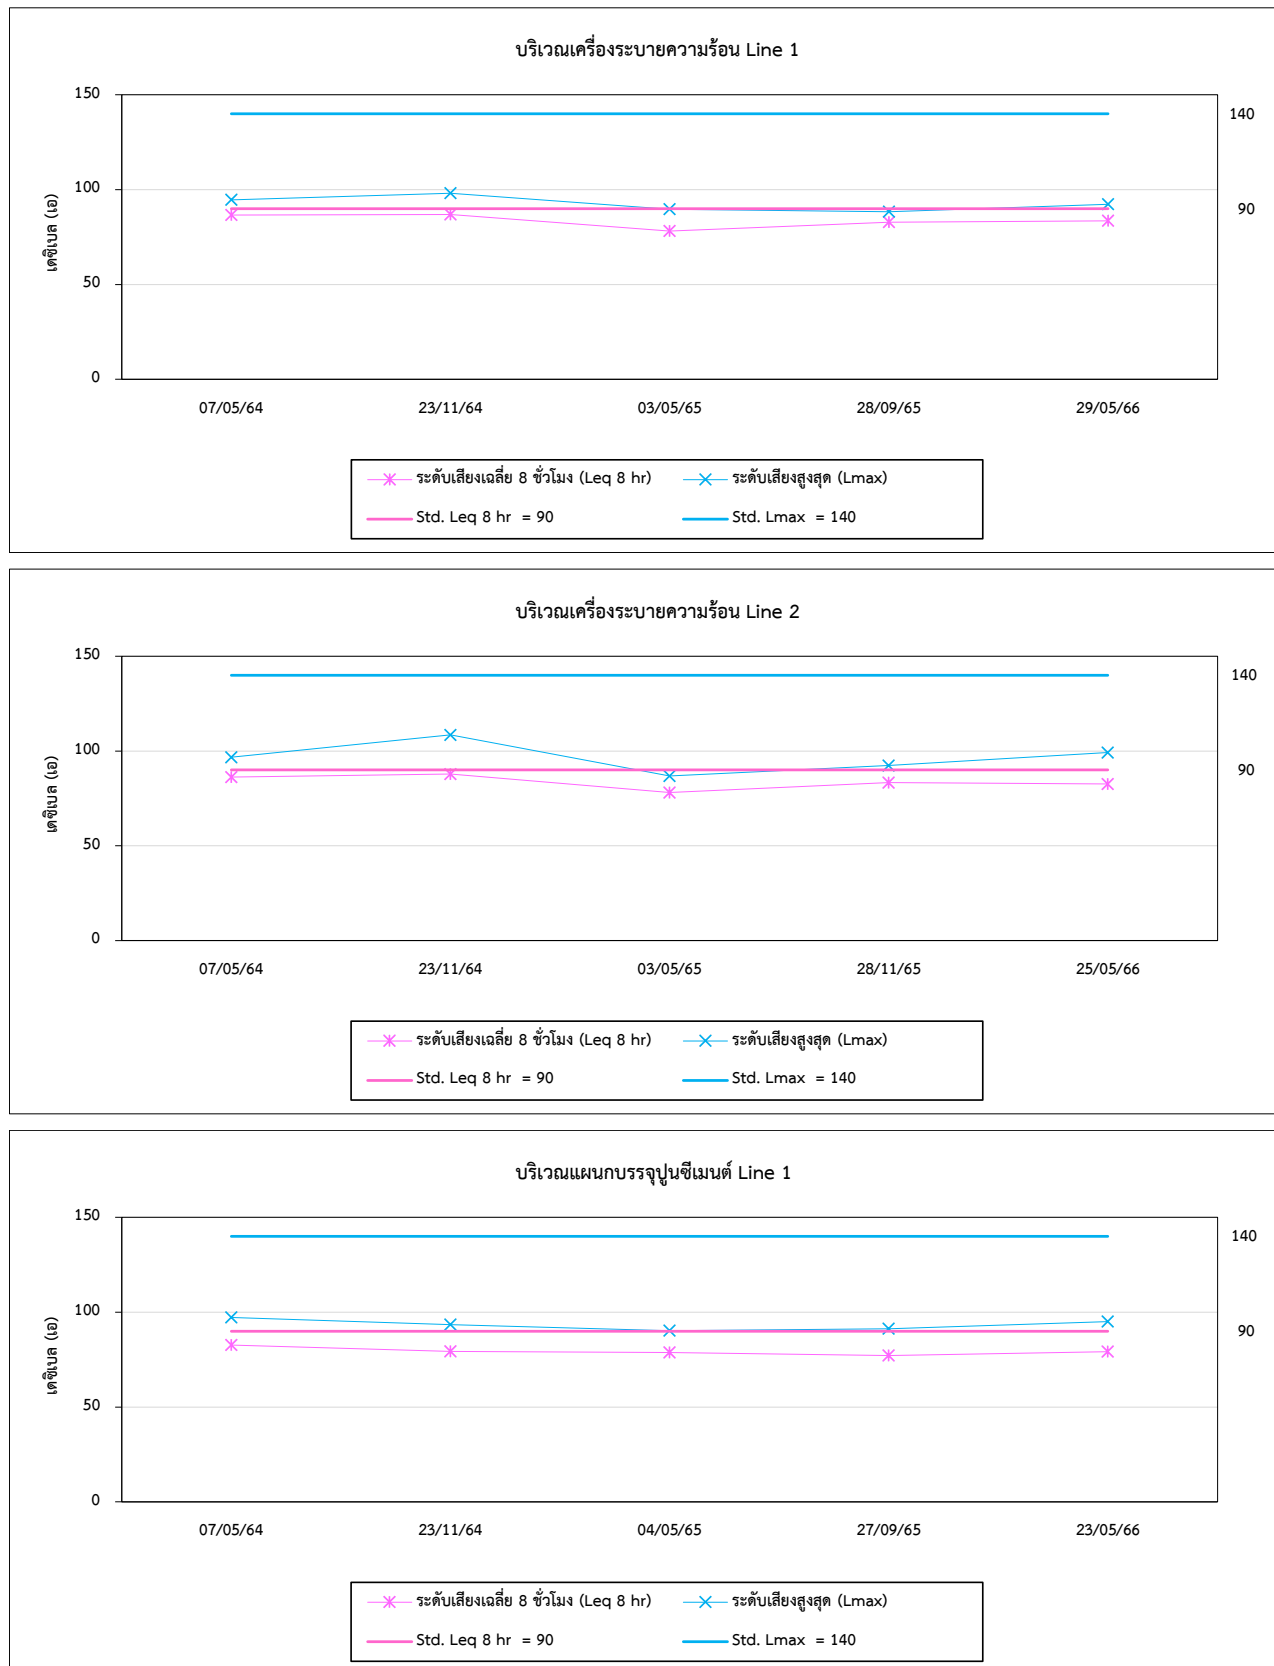 บริเวณเครื่องระบายความร้อน Line 1
150
140
100
90
50
0
เดซิเบล (เอ)
07/05/64 23/11/64 03/05/65 28/09/65 29/05/66
ระดับเสียงเฉลี่ย 8 ชั่วโมง (Leq 8 hr) ระดับเสียงสูงสุด (Lmax)
Std. Leq 8 hr = 90 Std. Lmax = 140
บริเวณเครื่องระบายความร้อน Line 2
150
140
100
90
50
0
เดซิเบล (เอ)
07/05/64 23/11/64 03/05/65 28/11/65 25/05/66
ระดับเสียงเฉลี่ย 8 ชั่วโมง (Leq 8 hr) ระดับเสียงสูงสุด (Lmax)
Std. Leq 8 hr = 90 Std. Lmax = 140
บริเวณแผนกบรรจุปูนซีเมนต์ Line 1
150
140
100
90
50
0
เดซิเบล (เอ)
07/05/64 23/11/64 04/05/65 27/09/65 23/05/66
ระดับเสียงเฉลี่ย 8 ชั่วโมง (Leq 8 hr) ระดับเสียงสูงสุด (Lmax)
Std. Leq 8 hr = 90 Std. Lmax = 140